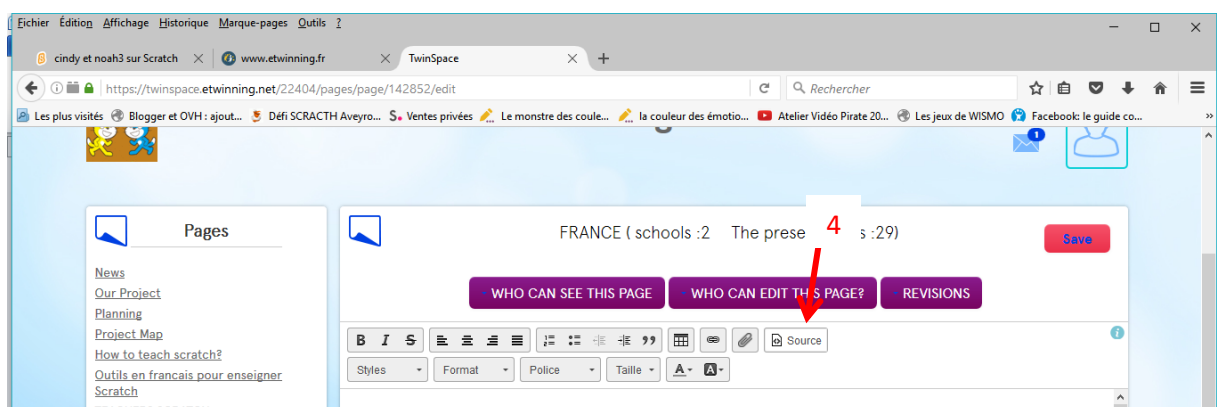 Fichier Édition Affichage Historique Marque-pages Outils ?
cindy et noah3 sur Scratch www.etwinning.fr TwinSpace
https://twinspace.etwinning.net/22404/pages/page/142852/edit Rechercher
Les plus visités Blogger et OVH : ajout... Défi SCRACTH Aveyro... Ventes privées Le monstre des coule... la couleur des émotio... Atelier Vidéo Pirate 20... Les jeux de WISMO Facebook: le guide co... »
1
Pages
FRANCE ( schools :2 The prese 4 s :29)
Save
News
Our Project
Planning
Project Map
How to teach scratch?
Outils en francais pour enseigner
Scratch
WHO CAN SEE THIS PAGE WHO CAN EDIT THIS PAGE? REVISIONS
B I S Source
Styles Format Police Taille A A